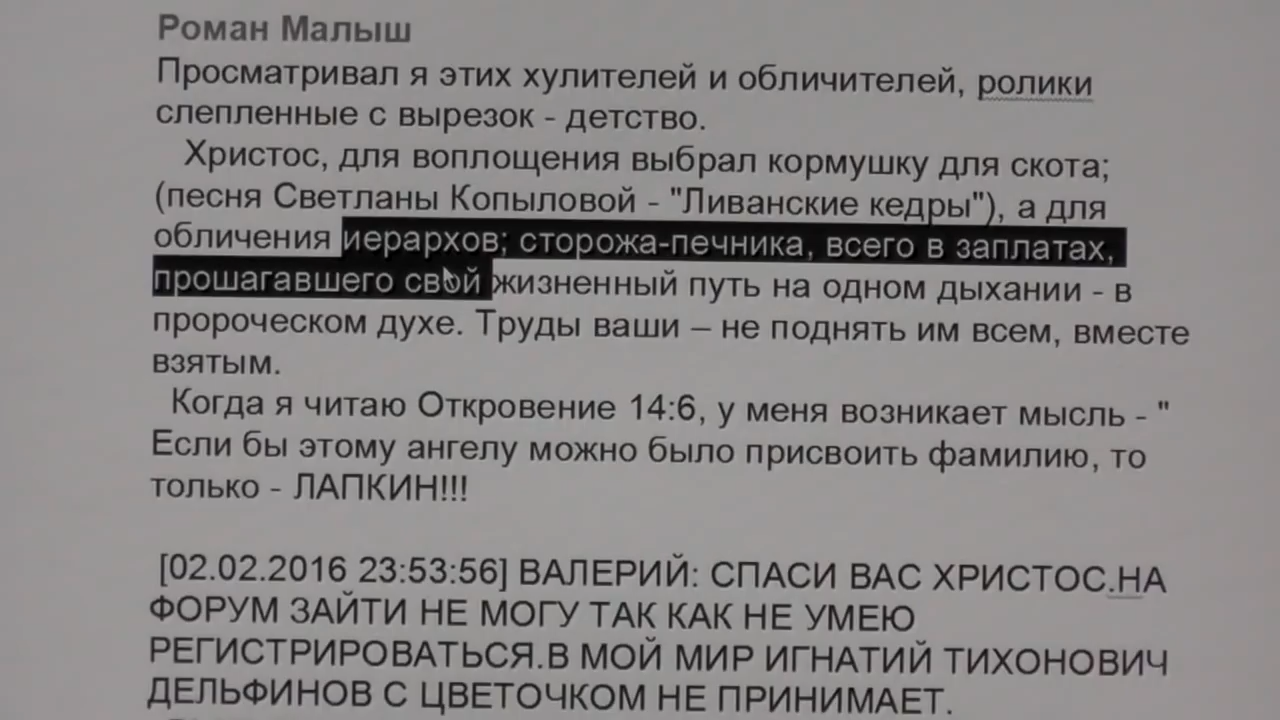 Роман Малыш
Просматривал я этих хулителей и обличителей, ролики
слепленные с вырезок - детство.
Христос, для воплощения выбрал кормушку для скота;
(песня Светланы Копыловой - "Ливанские кедры"), а для
обличения иерархов; сторожа-печника, всего в заплатах,
прошагавшего свой жизненный путь на одном дыхании - в
пророческом духе. Труды ваши – не поднять им всем, вместе
взятым.
Когда я читаю Откровение 14:6, у меня возникает мысль - "
Если бы этому ангелу можно было присвоить фамилию, то
только - ЛАПКИН!!!
[02.02.2016 23:53:56] ВАЛЕРИЙ: СПАСИ ВАС ХРИСТОС.НА
ФОРУМ ЗАЙТИ НЕ МОГУ ТАК КАК НЕ УМЕЮ
РЕГИСТРИРОВАТЬСЯ.В МОЙ МИР ИГНАТИЙ ТИХОНОВИЧ
ДЕЛЬФИНОВ С ЦВЕТОЧКОМ НЕ ПРИНИМАЕТ.